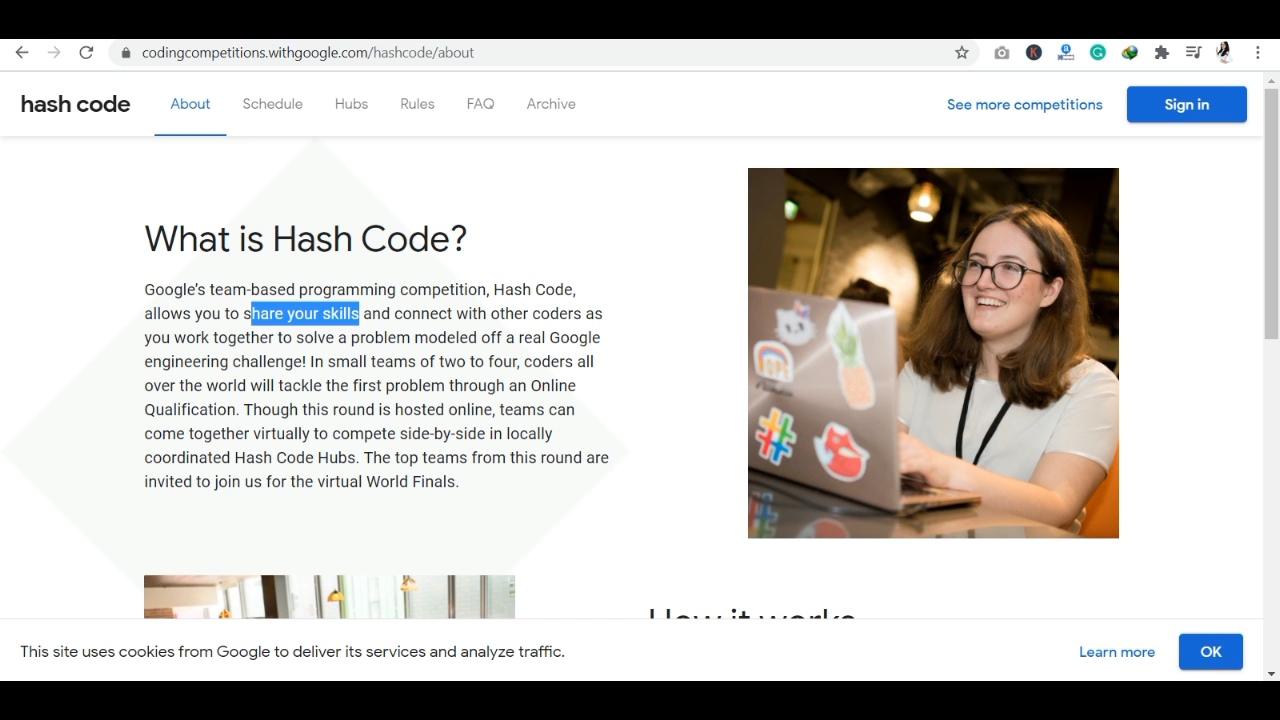 codingcompetitions.withgoogle.com/hashcode/about
hash code
About
Schedule
Hubs
Rules
FAQ
Archive
See more competitions
Sign in
What is Hash Code?
Google's team-based programming competition, Hash Code,
allows you to share your skills and connect with other coders as
you work together to solve a problem modeled off a real Google
engineering challenge! In small teams of two to four, coders all
over the world will tackle the first problem through an Online
Qualification. Though this round is hosted online, teams can
come together virtually to compete side-by-side in locally
coordinated Hash Code Hubs. The top teams from this round are
invited to join us for the virtual World Finals.
How it works
This site uses cookies from Google to deliver its services and analyze traffic.
Learn more
OK